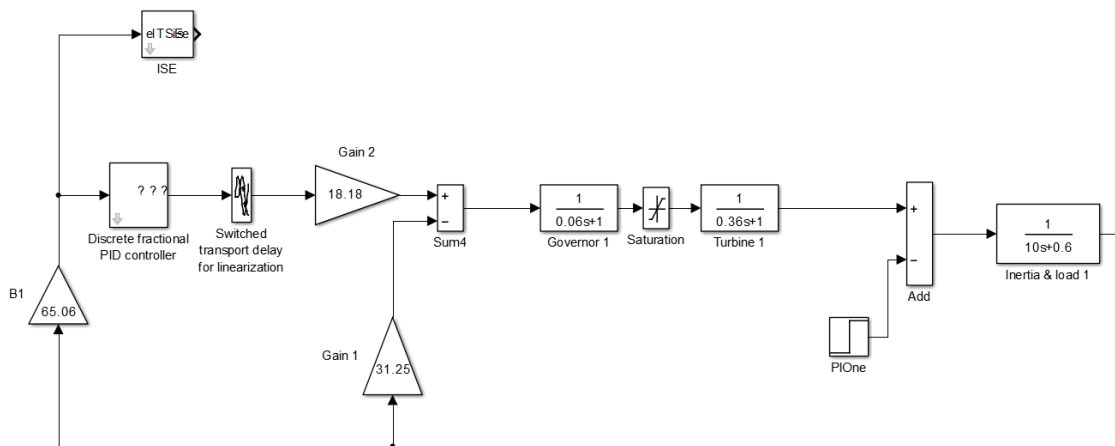 ISE
Gain 2
? ? ?
18.18
+
−
1
0.06s+1
1
0.36s+1
+
−
1
10s+0.6
Discrete fractional
PID controller
Switched
transport delay
for linearization
Sum4
Governor 1
Saturation
Turbine 1
Add
Inertia & load 1
B1
65.06
Gain 1
31.25
PIOne